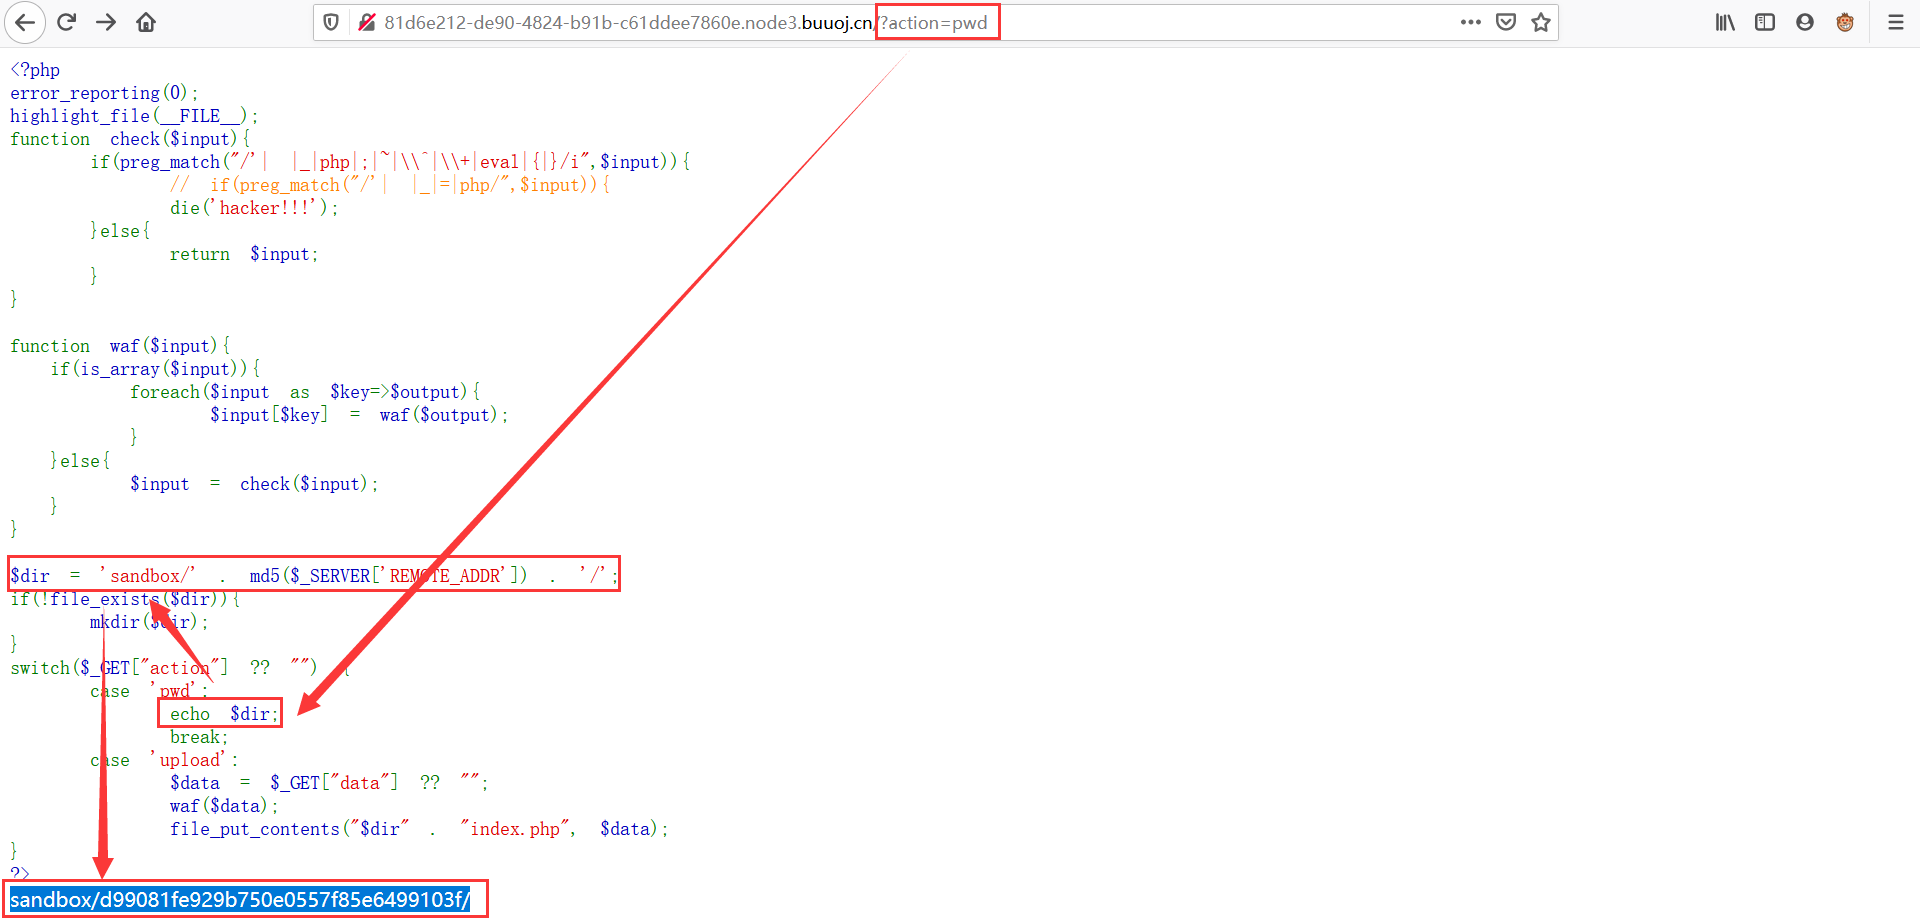 81d6e212-de90-4824-b91b-c61ddee7860e.node3.buuoj.cn/?action=pwd
<?php
error_reporting(0);
highlight_file(__FILE__);
function check($input){
if(preg_match("/'| |_|php|;|~|\\^|\\+|eval|{|}/i",$input)){
// if(preg_match("/'| |_|=|php/",$input)){
die('hacker!!!');
}else{
return $input;
}
}
function waf($input){
if(is_array($input)){
foreach($input as $key=>$output){
$input[$key] = waf($output);
}
}else{
$input = check($input);
}
}
$dir = 'sandbox/' . md5($_SERVER['REMOTE_ADDR']) . '/';
if(!file_exists($dir)){
mkdir($dir);
}
switch($_GET["action"] ?? "") {
case 'pwd':
echo $dir;
break;
case 'upload':
$data = $_GET["data"] ?? "";
waf($data);
file_put_contents("$dir" . "index.php", $data);
}
?>
sandbox/d99081fe929b750e0557f85e6499103f/